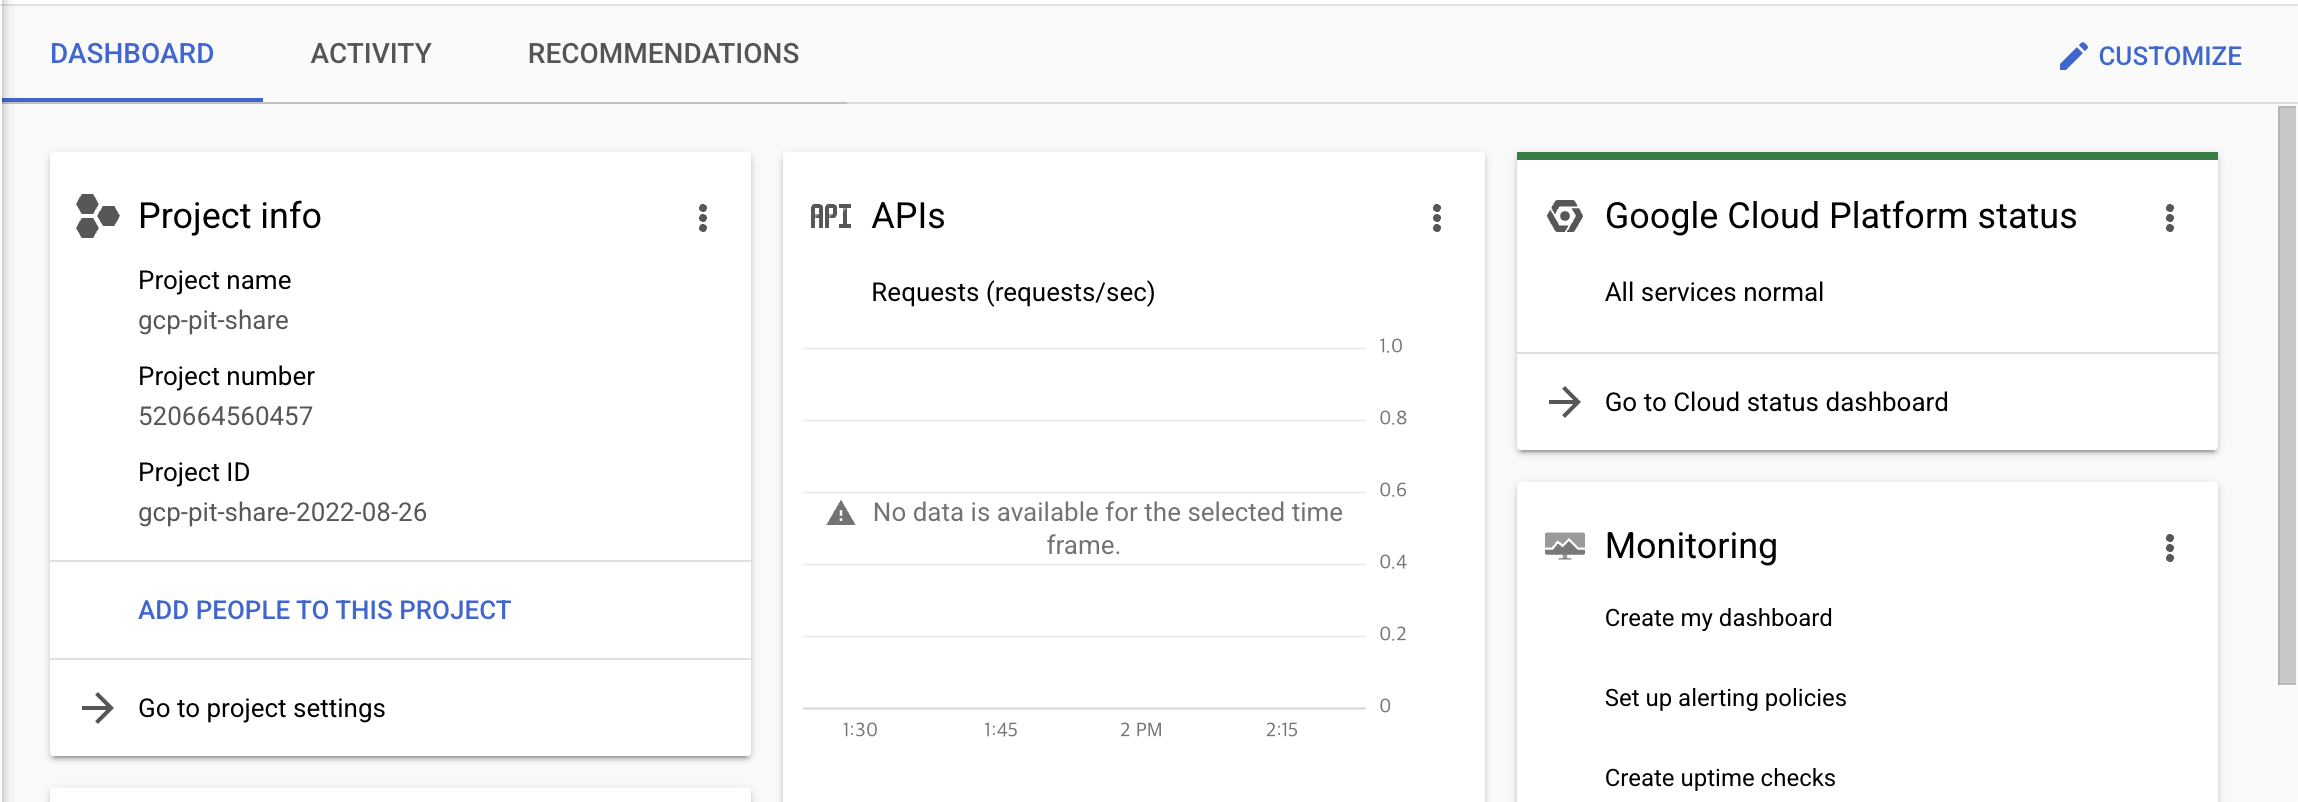 DASHBOARD
ACTIVITY
RECOMMENDATIONS
CUSTOMIZE
Project info
Project name
gcp-pit-share
Project number
520664560457
Project ID
gcp-pit-share-2022-08-26
ADD PEOPLE TO THIS PROJECT
Go to project settings
API APIs
Requests (requests/sec)
1.0
0.8
0.6
No data is available for the selected time
frame.
0.4
0.2
0
1:30 1:45 2 PM 2:15
Google Cloud Platform status
All services normal
Go to Cloud status dashboard
Monitoring
Create my dashboard
Set up alerting policies
Create uptime checks